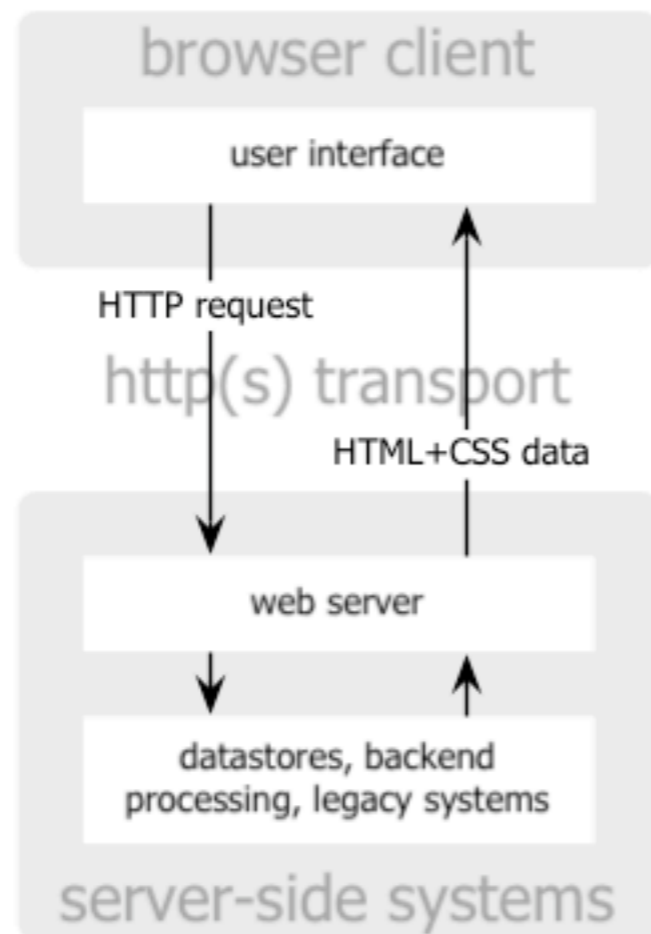 browser client
user interface
HTTP request
http(s) transport
HTML+CSS data
web server
datastores, backend
processing, legacy systems
server-side systems